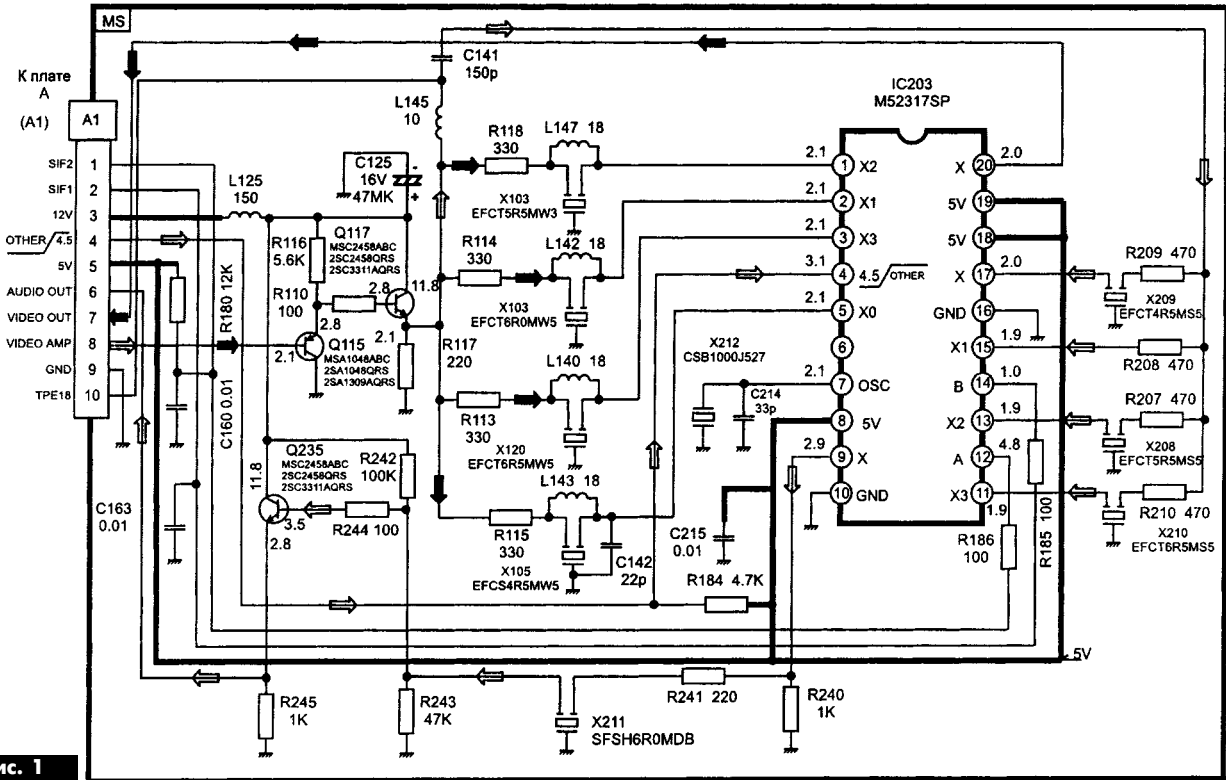 MS
К плате
А
(A1)
A1
SIF2 1
SIF1 2
12V 3
OTHER/4.5 4
5V 5
AUDIO OUT 6
VIDEO OUT 7
VIDEO AMP 8
GND 9
TPE18 10
C141
150p
L145
10
L125
150
C125
16V
47МК
-
+
R116
5.6K
R110
100
R180 12K
C160 0.01
C163
0.01
Q117
MSC2458ABC
2SC2458QRS
2SC3311AQRS
2.8
11.8
2.1
2.8
2.1
Q115
MSA1048ABC
2SA1048QRS
2SA1309AQRS
R117
220
Q235
MSC2458ABC
2SC2458QRS
2SC3311AQRS
11.8
3.5
2.8
R242
100K
R244 100
R118
330
L147 18
X103
EFCT5R5MW3
R114
330
L142 18
X103
EFCT6R0MW5
L140 18
R113
330
X120
EFCT6R5MW5
L143 18
R115
330
X105
EFCS4R5MW5
C142
22p
X212
CSB1000J527
C214
33p
C215
0.01
R184 4.7K
IC203
M52317SP
2.1 1 X2
2.1 2 X1
3.1 3 X3
3.1 4 4.5/OTHER
2.1 5 X0
6
2.1 7 OSC
8 5V
2.9 9 X
10 GND
X 20 2.0
5V 19
5V 18
X 17 2.0
GND 16
X1 15 1.9
B 14 1.0
X2 13 1.9
A 12 4.8
X3 11 1.9
R209 470
X209
EFCT4R5MS5
R208 470
R207 470
X208
EFCT5R5MS5
R210 470
X210
EFCT6R5MS5
R186
100
R185 100
5V
R245
1K
R243
47K
X211
SFSH6R0MDB
R241 220
R240
1K
ис. 1